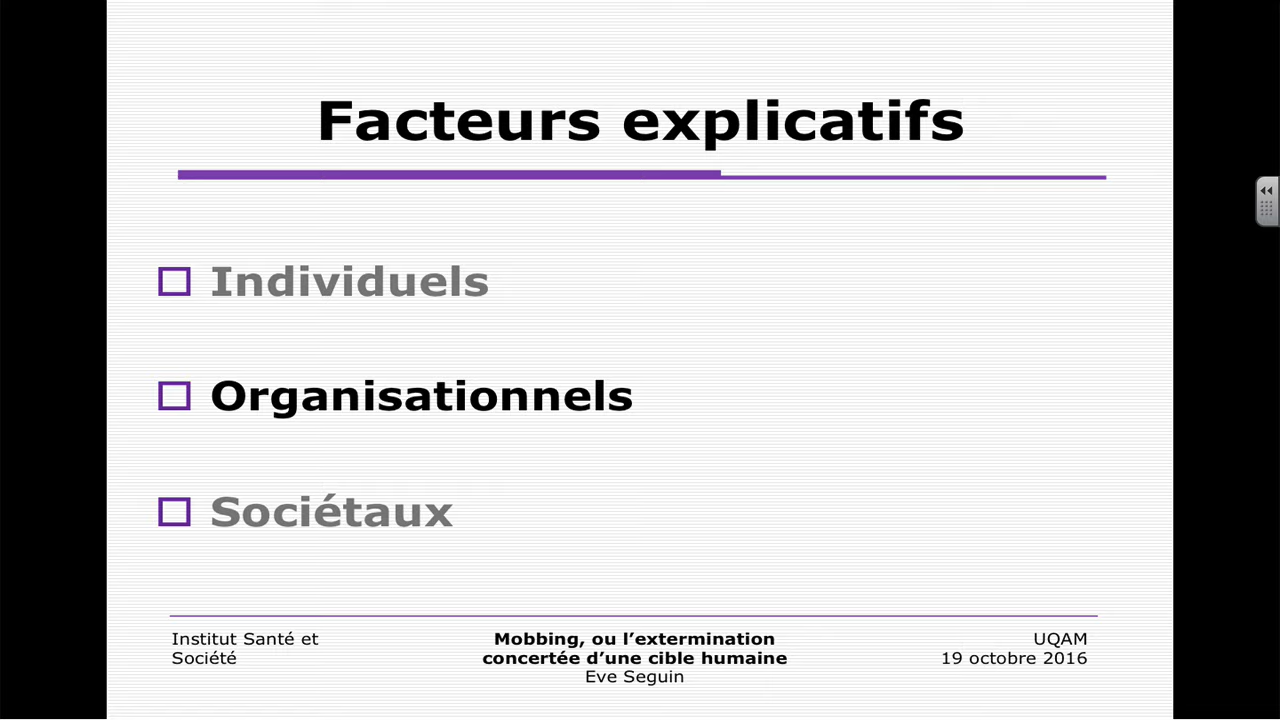 Facteurs explicatifs
Individuels
Organisationnels
Sociétaux
Institut Santé et
Société
Mobbing, ou l’extermination
concertée d’une cible humaine
Eve Seguin
UQAM
19 octobre 2016